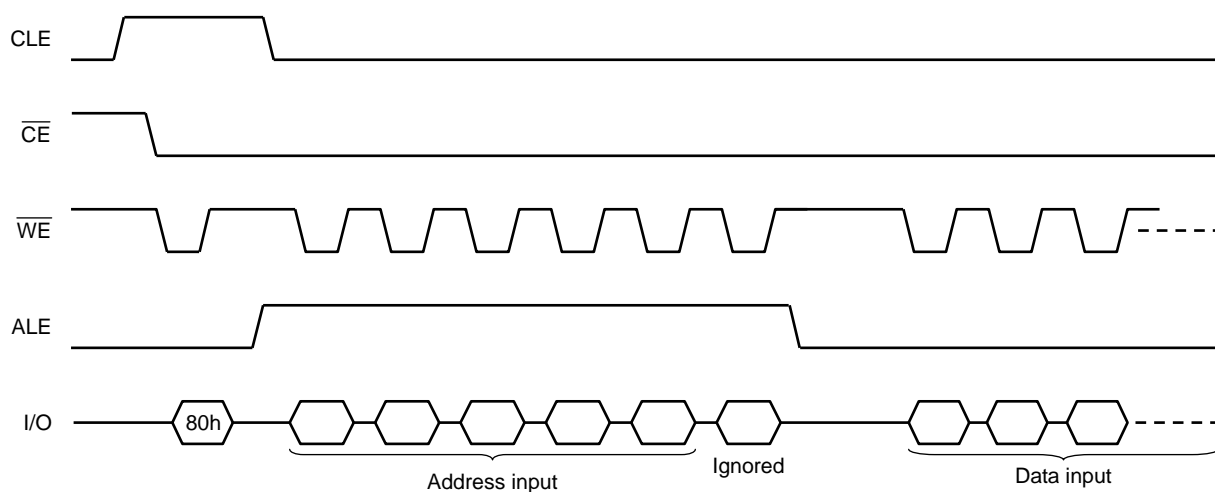 CLE
CE
WE
ALE
I/O
80h
Address input
Ignored
Data input